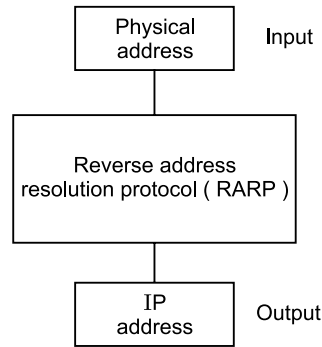 Physical
address
Input
Reverse address
resolution protocol ( RARP )
IP
address
Output